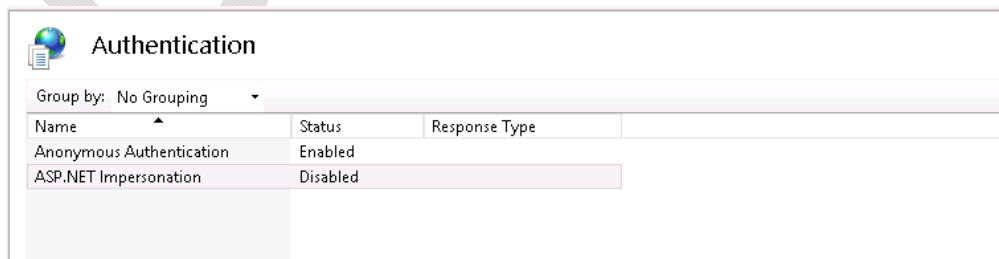 Authentication
Group by: No Grouping
Name Status Response Type
Anonymous Authentication Enabled
ASP.NET Impersonation Disabled